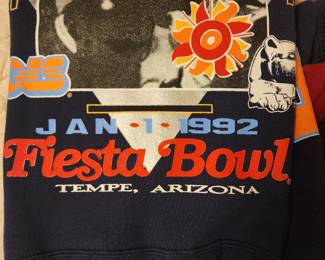 JAN·1·1992
Fiesta Bowl
TEMPE, ARIZONA